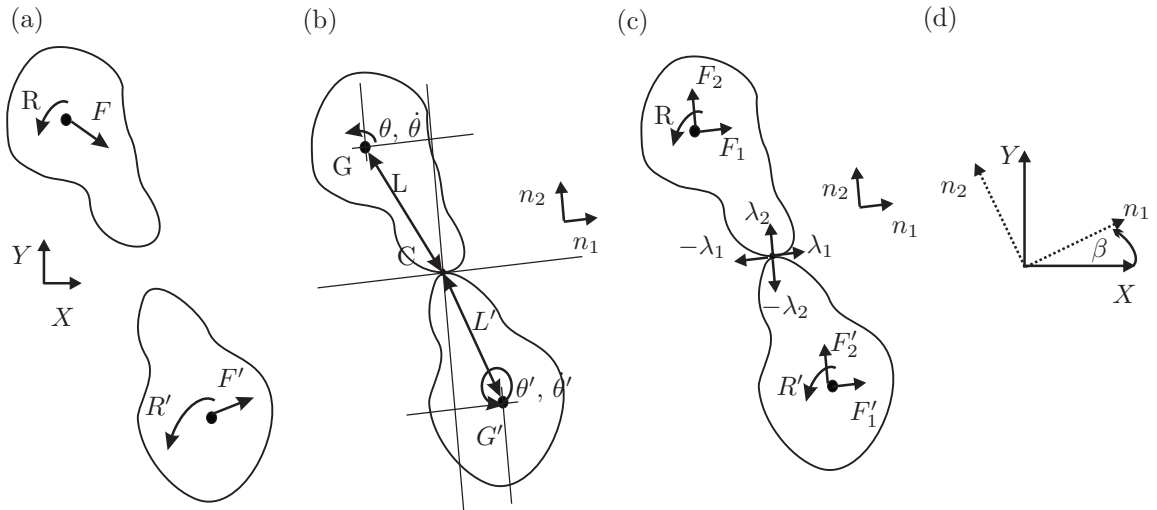 (a) (b) (c) (d)
R F
Y
X
F′
R′
θ, θ̇
G
L
C
n₂
n₁
L′
θ′, θ̇′
G′
F₂
R
F₁
n₂
n₁
λ₂
−λ₁ λ₁
−λ₂
F′₂
R′
F′₁
Y
n₂
n₁
β
X